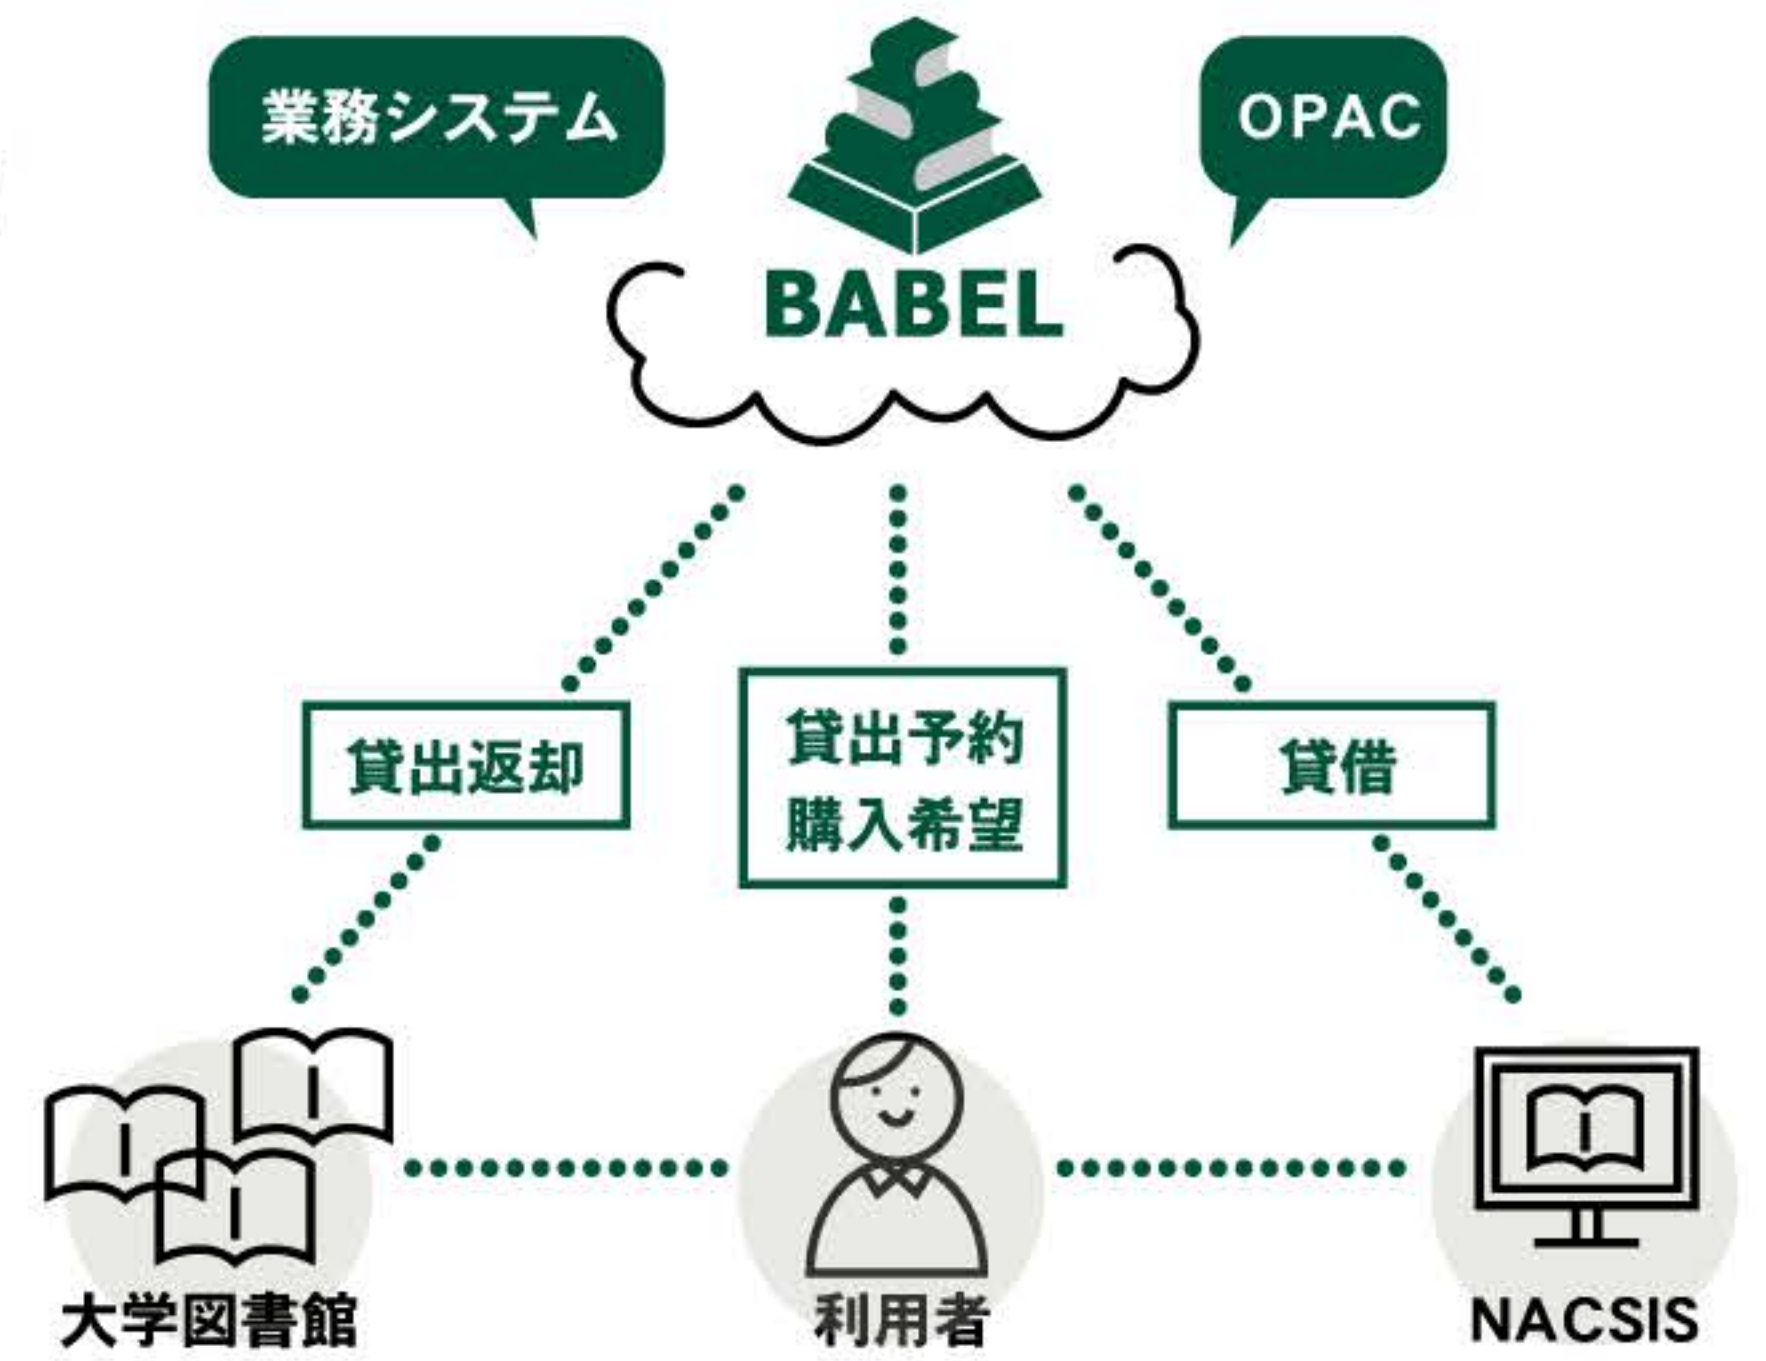 業務システム
OPAC
BABEL
貸出返却
貸出予約
購入希望
貸借
大学図書館
利用者
NACSIS